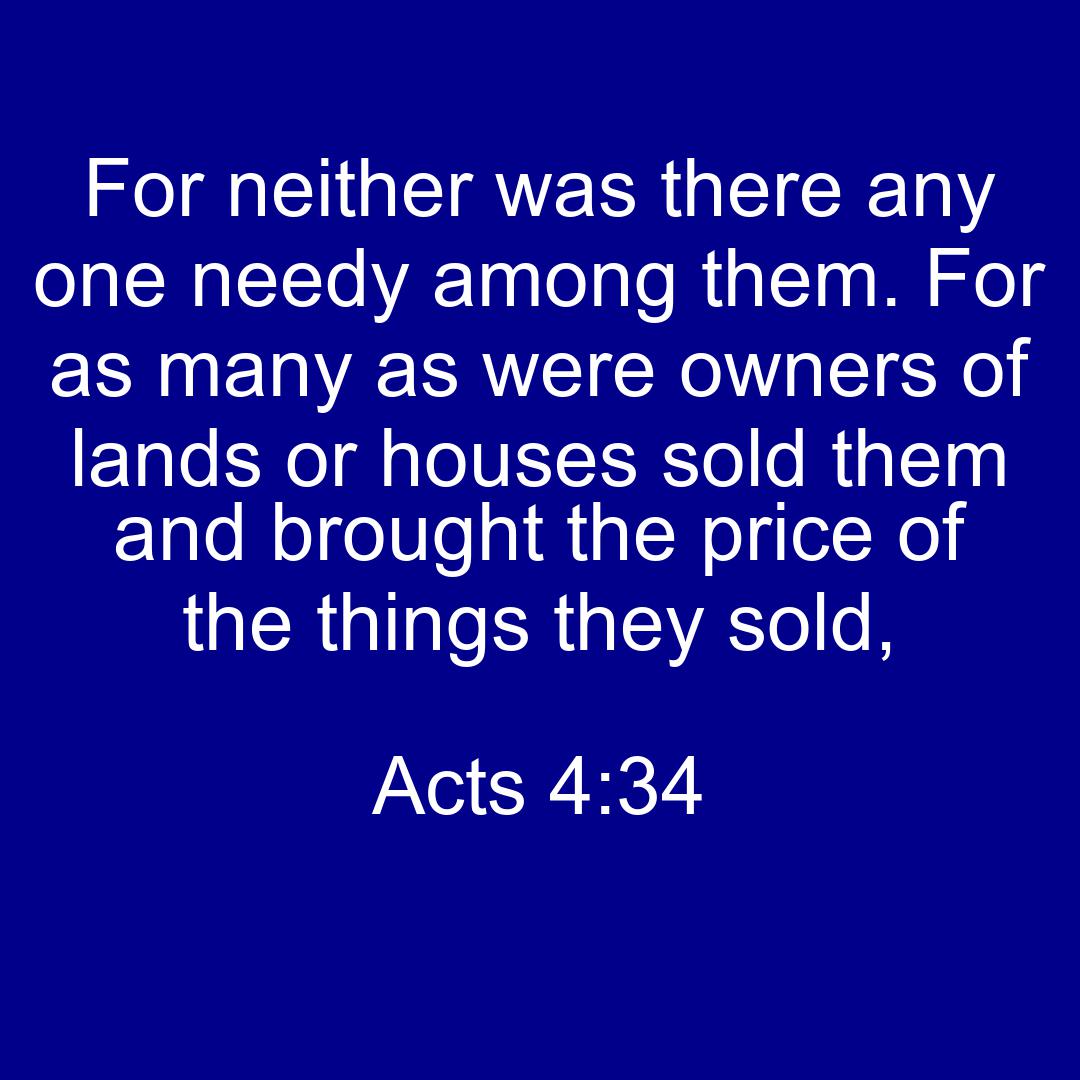 For neither was there any
one needy among them. For
as many as were owners of
lands or houses sold them
and brought the price of
the things they sold,
Acts 4:34